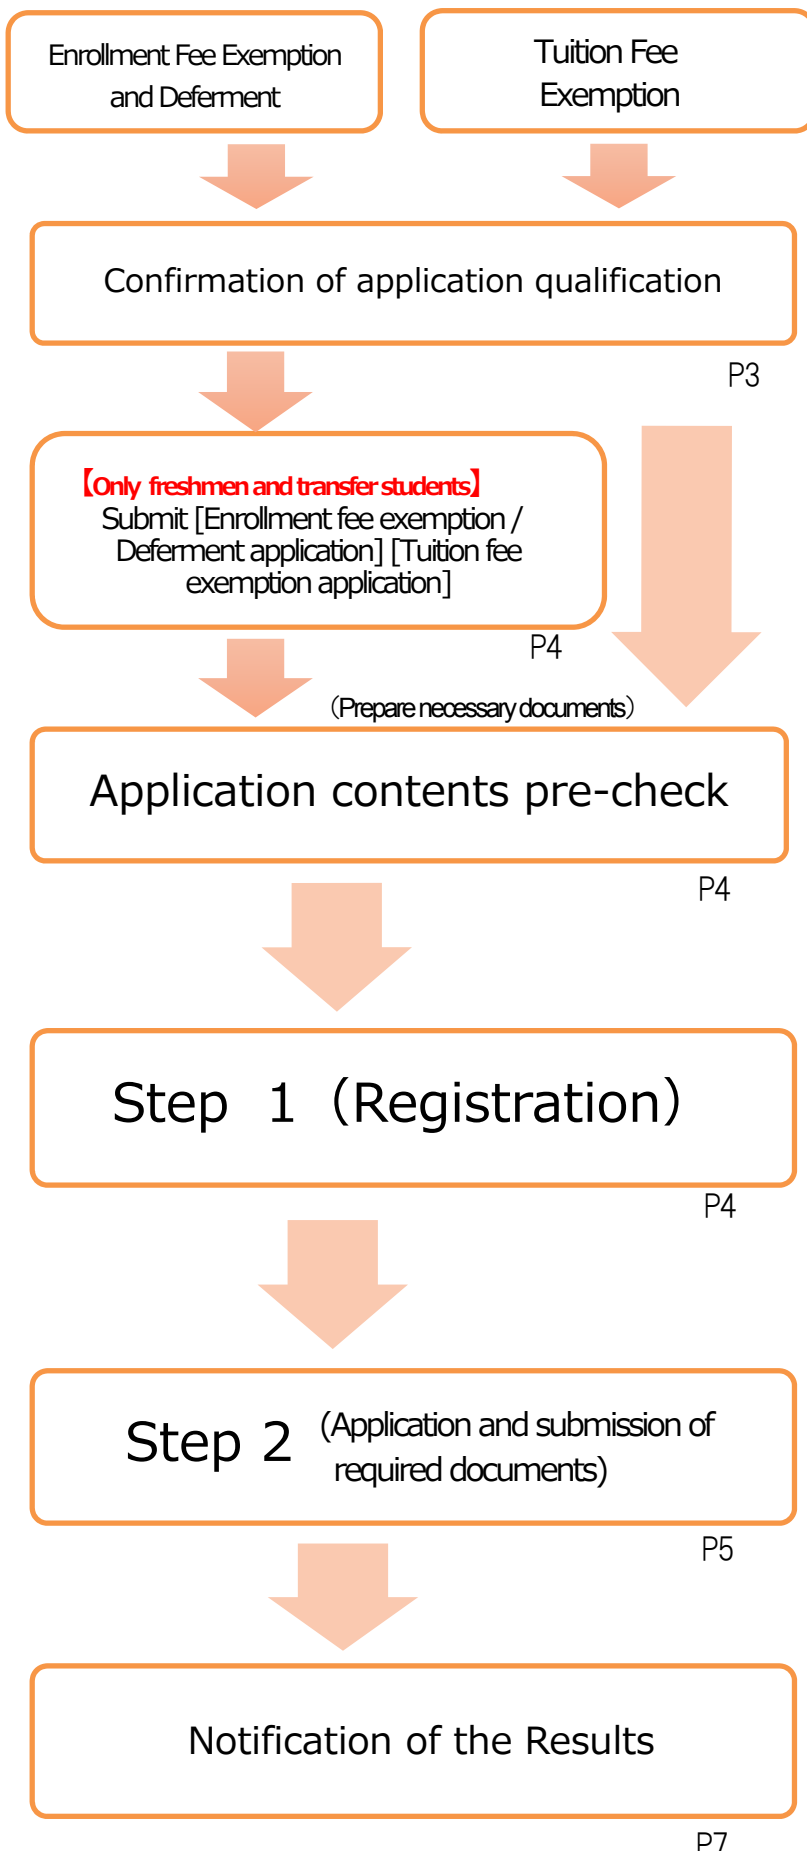 Enrollment Fee Exemption
and Deferment
Tuition Fee
Exemption
Confirmation of application qualification
P3
【Only freshmen and transfer students】
Submit [Enrollment fee exemption /
Deferment application] [Tuition fee
exemption application]
P4
（Prepare necessary documents）
Application contents pre-check
P4
Step 1（Registration）
P4
Step 2 (Application and submission of
required documents)
P5
Notification of the Results
P7